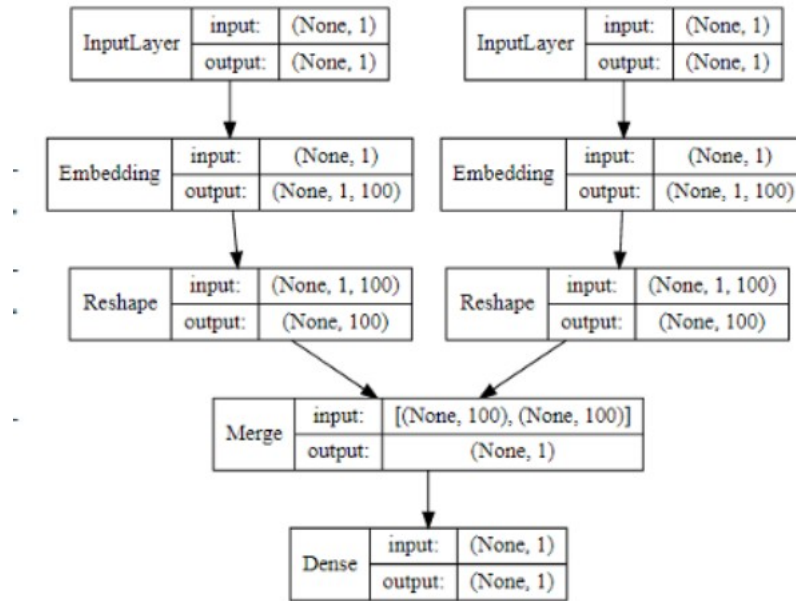 InputLayer input: (None, 1)
output: (None, 1)
InputLayer input: (None, 1)
output: (None, 1)
Embedding input: (None, 1)
output: (None, 1, 100)
Embedding input: (None, 1)
output: (None, 1, 100)
Reshape input: (None, 1, 100)
output: (None, 100)
Reshape input: (None, 1, 100)
output: (None, 100)
Merge input: [(None, 100), (None, 100)]
output: (None, 1)
Dense input: (None, 1)
output: (None, 1)